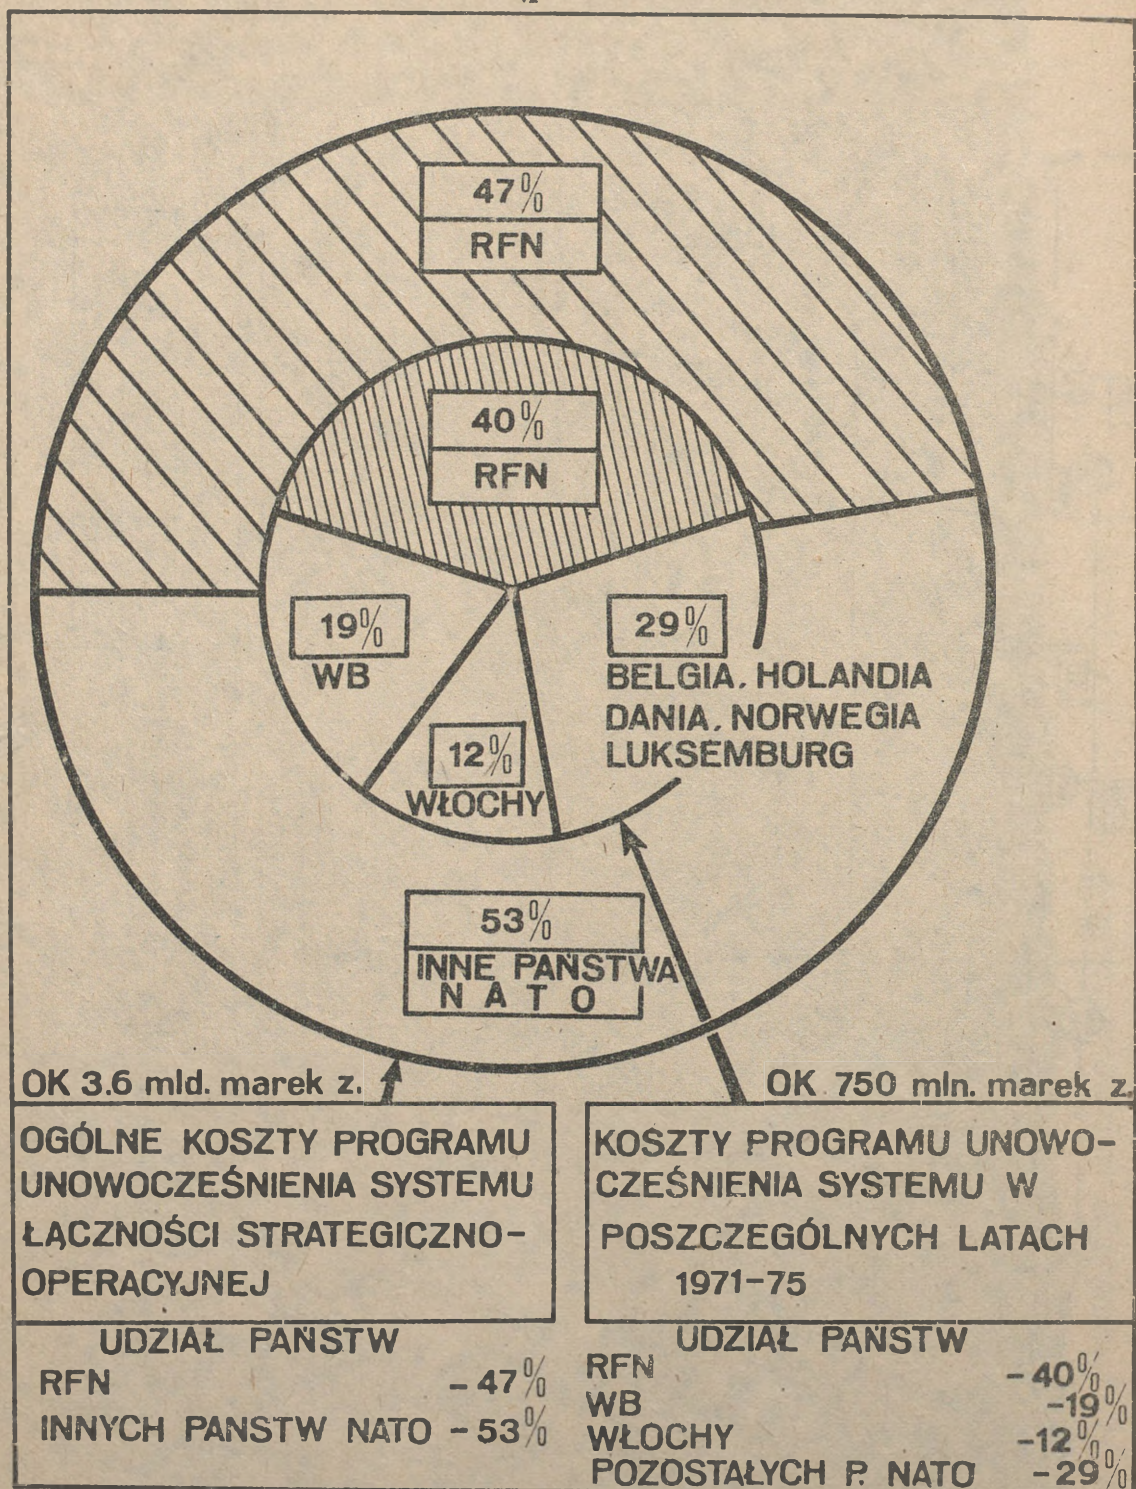 47%
RFN
40%
RFN
19%
WB
29%
BELGIA, HOLANDIA
DANIA, NORWEGIA
LUKSEMBURG
12%
WŁOCHY
53%
INNE PAŃSTWA
NATO
OK 3.6 mld. marek z.
OGÓLNE KOSZTY PROGRAMU
UNOWOCZEŚNIENIA SYSTEMU
ŁĄCZNOŚCI STRATEGICZNO-
OPERACYJNEJ
UDZIAŁ PAŃSTW
RFN - 47%
INNYCH PANSTW NATO - 53%
OK 750 mln. marek z.
KOSZTY PROGRAMU UNOWO-
CZEŚNIENIA SYSTEMU W
POSZCZEGÓLNYCH LATACH
1971-75
UDZIAŁ PAŃSTW
RFN - 40%
WB -19%
WŁOCHY -12%
POZOSTAŁYCH P. NATO -29%